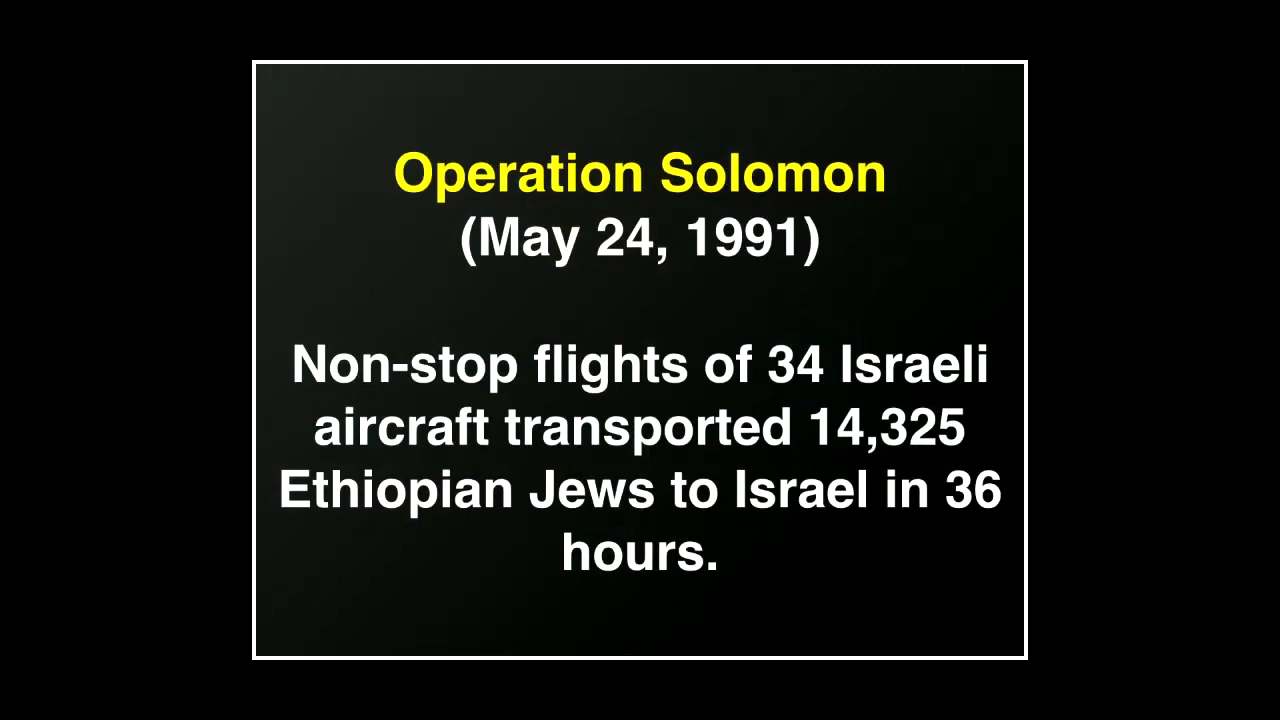 Operation Solomon
(May 24, 1991)
Non-stop flights of 34 Israeli
aircraft transported 14,325
Ethiopian Jews to Israel in 36
hours.